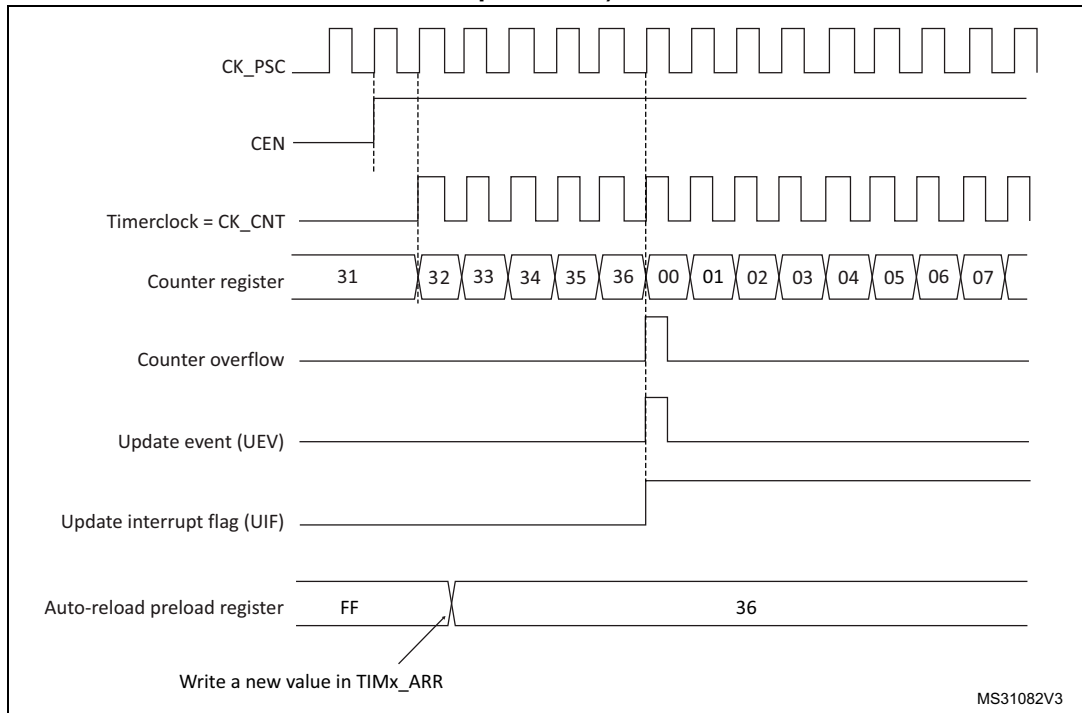 CK_PSC
CEN
Timerclock = CK_CNT
Counter register 31 32 33 34 35 36 00 01 02 03 04 05 06 07
Counter overflow
Update event (UEV)
Update interrupt flag (UIF)
Auto-reload preload register FF 36
Write a new value in TIMx_ARR
MS31082V3